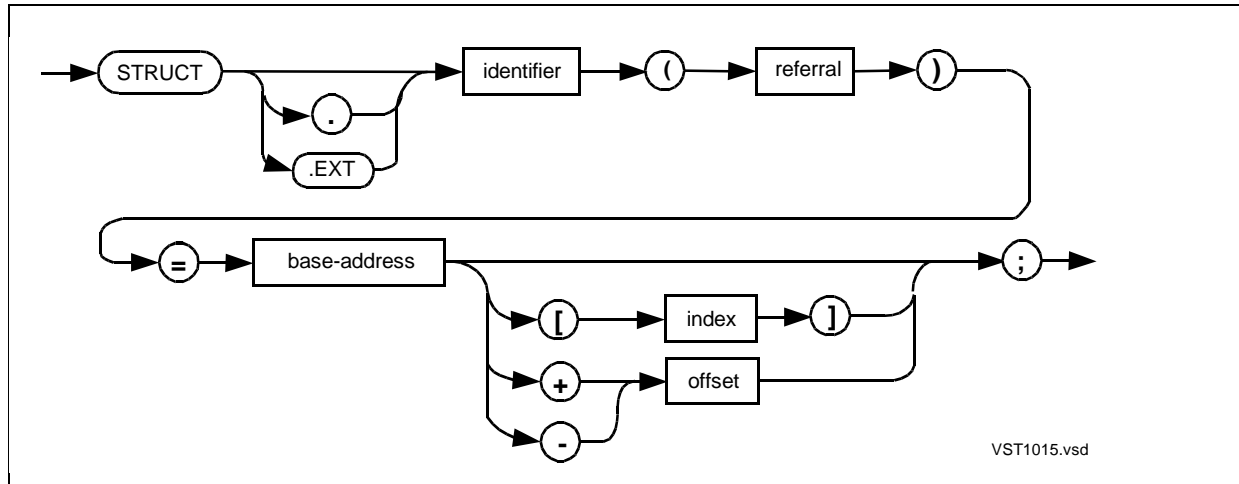 STRUCT identifier ( referral )
.
.EXT
= base-address ;
[ index ]
+ offset
-
VST1015.vsd